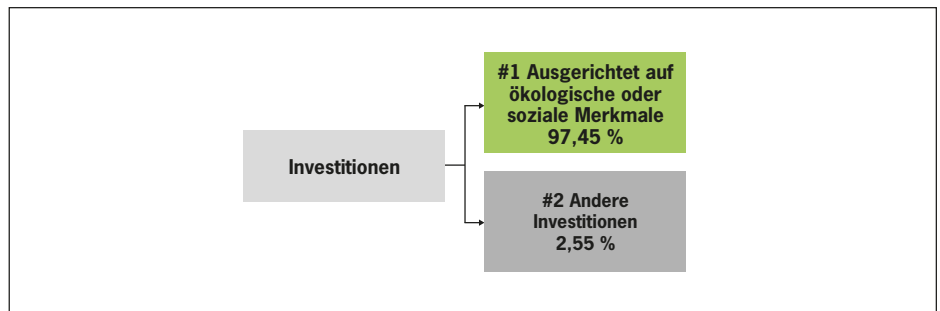 Investitionen
#1 Ausgerichtet auf
ökologische oder
soziale Merkmale
97,45 %
#2 Andere
Investitionen
2,55 %